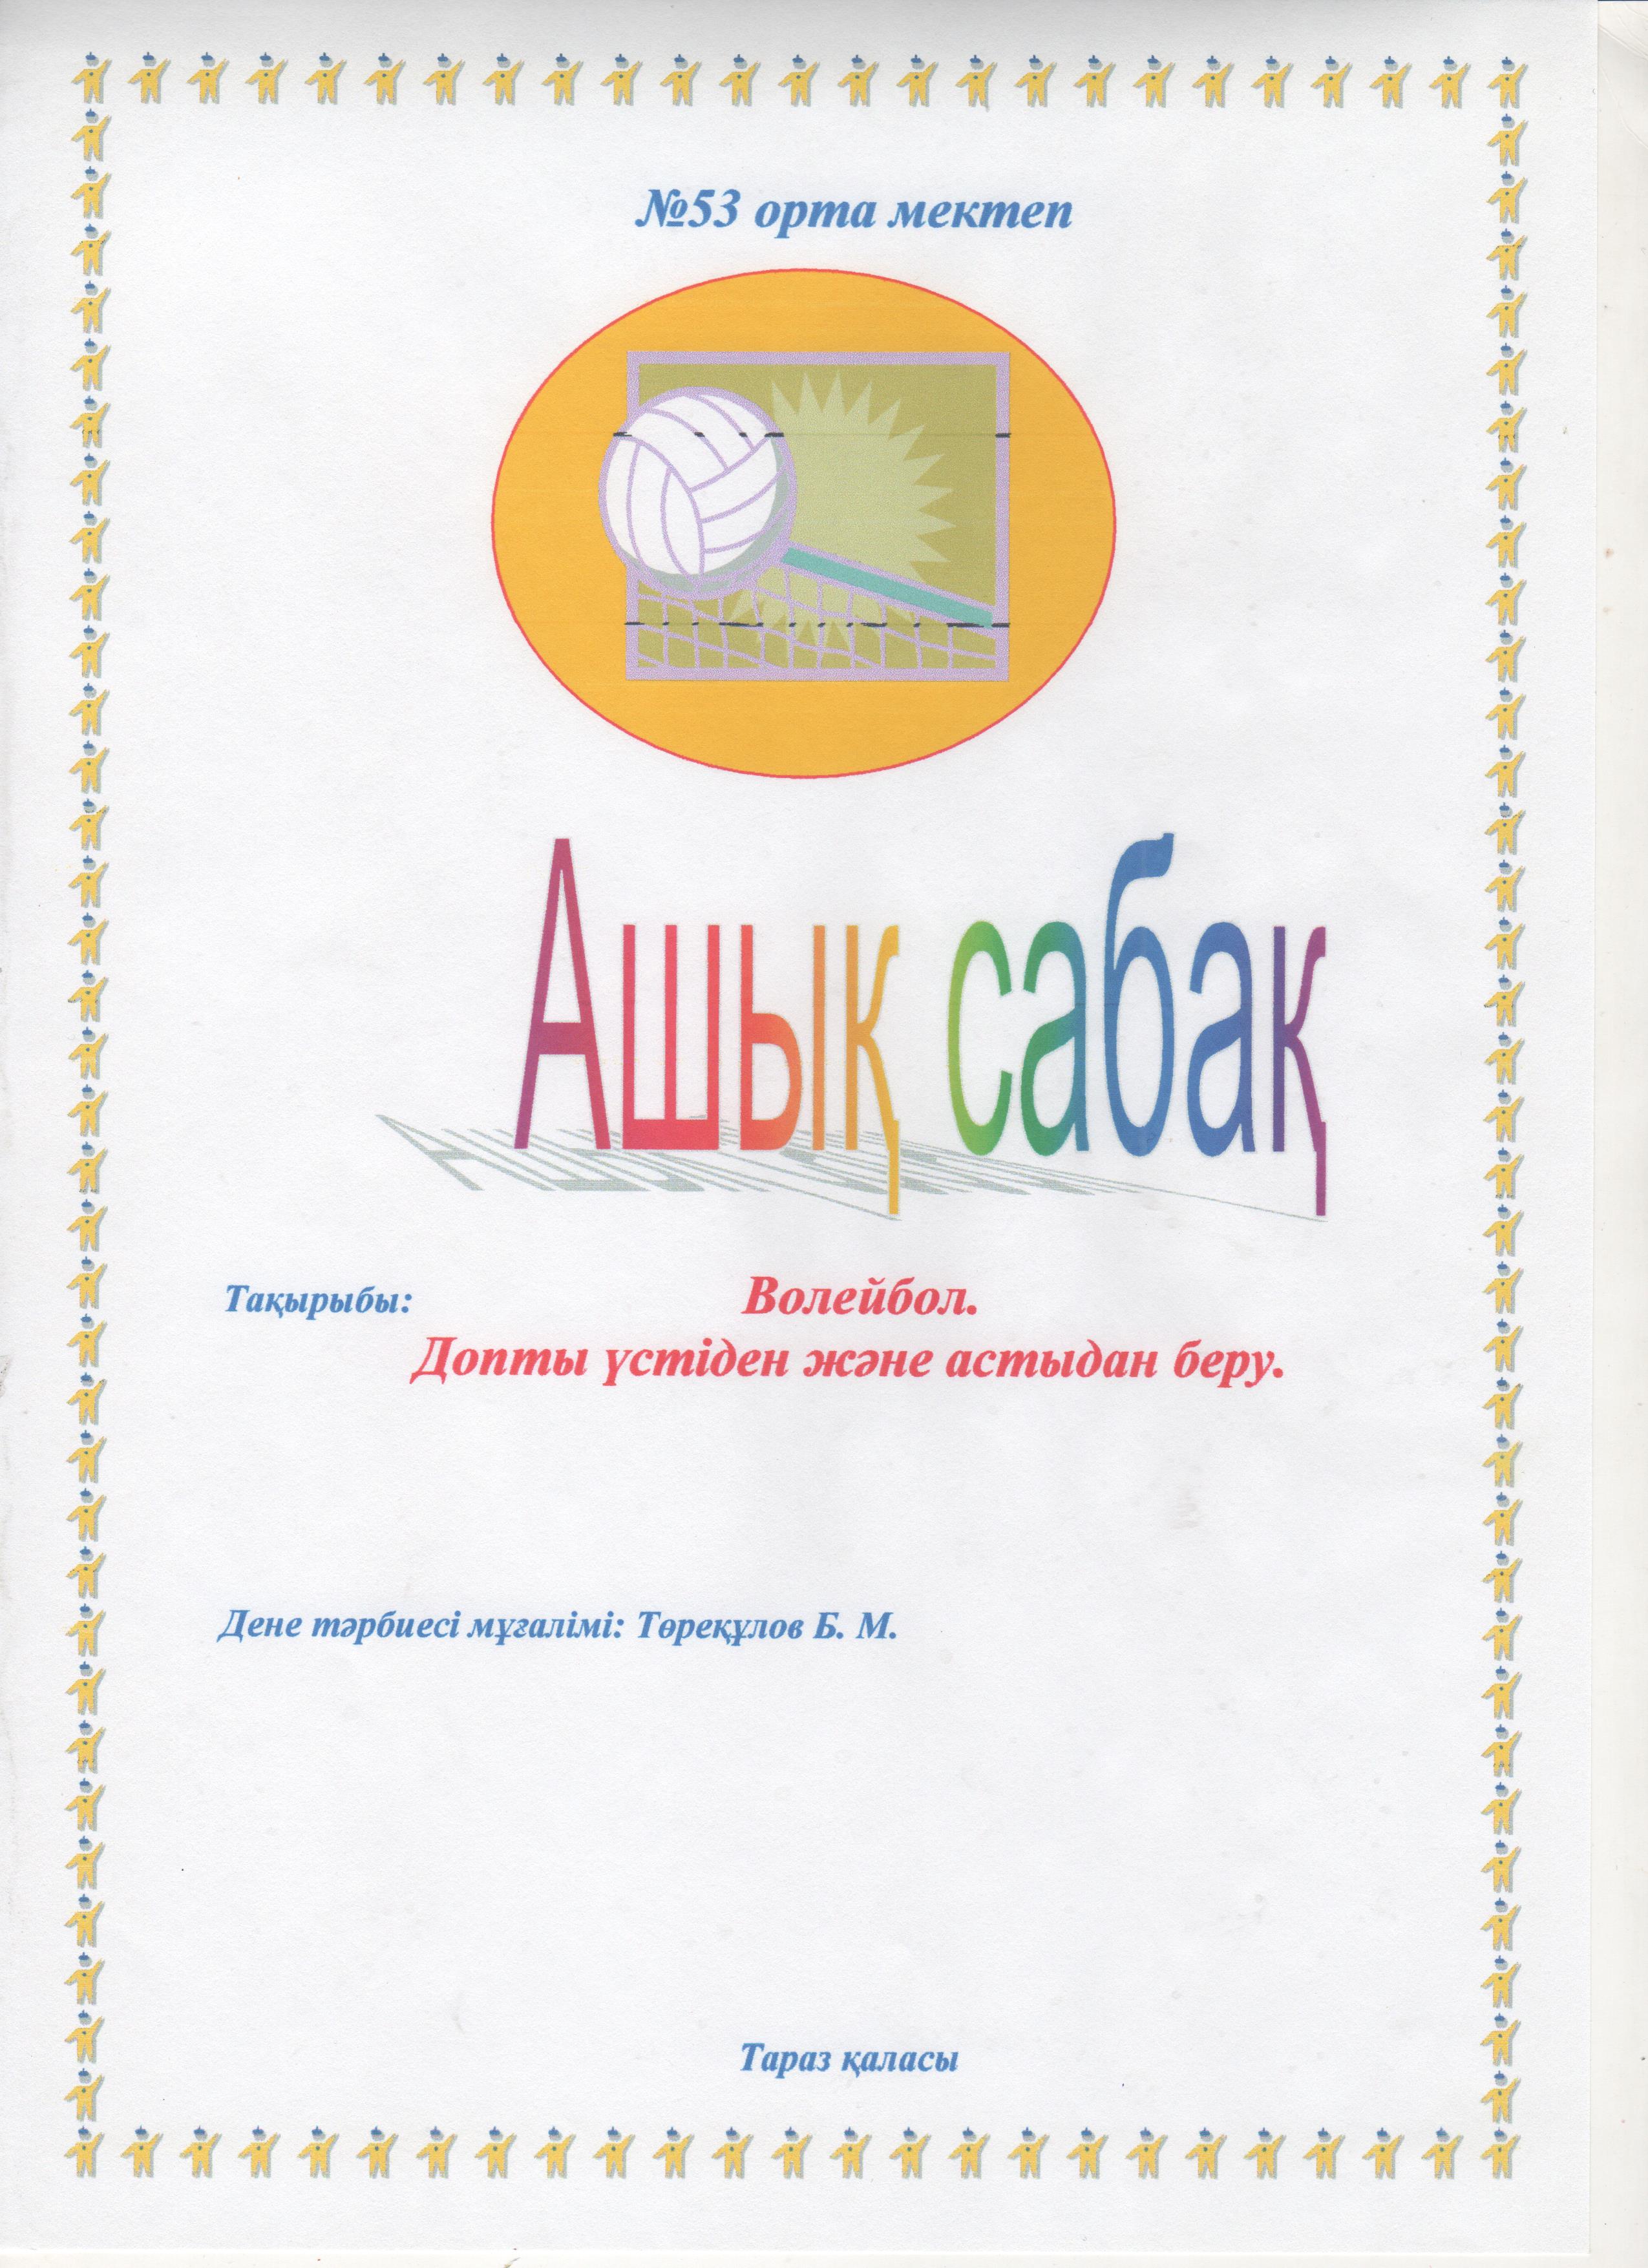 №53 орта мектеп
Ашық сабақ
Тақырыбы: Волейбол.
Допты үстіден және астыдан беру.
Дене тәрбиесі мұғалімі: Төреқұлов Б. М.
Тараз қаласы